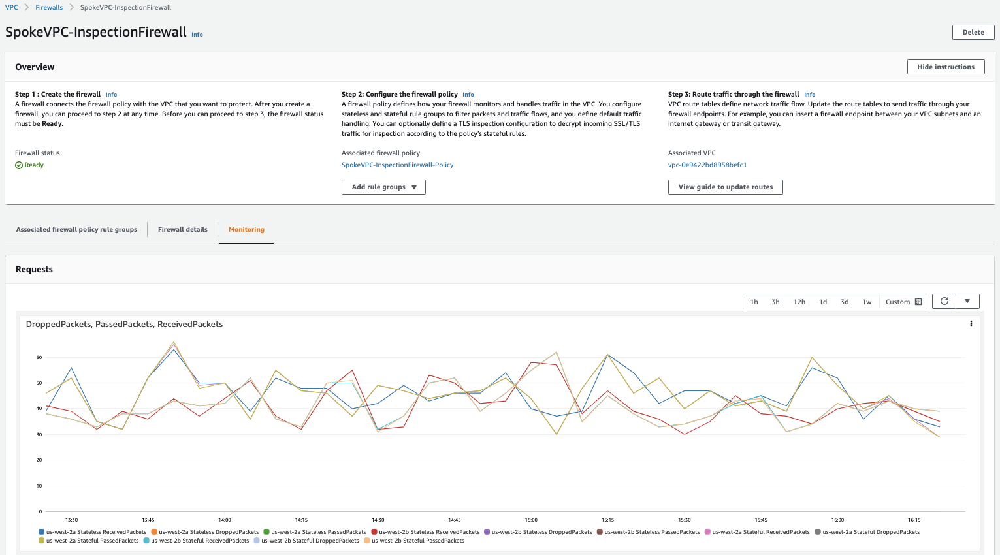 VPC > Firewalls > SpokeVPC-InspectionFirewall
SpokeVPC-InspectionFirewall Info
Delete
Overview
Hide instructions
Step 1 : Create the firewall Info
A firewall connects the firewall policy with the VPC that you want to protect. After you create a
firewall, you can proceed to step 2 at any time. Before you can proceed to step 3, the firewall status
must be Ready.
Firewall status
Ready
Step 2: Configure the firewall policy Info
A firewall policy defines how your firewall monitors and handles traffic in the VPC. You configure
stateless and stateful rule groups to filter packets and traffic flows, and you define default traffic
handling. You can optionally define a TLS inspection configuration to decrypt incoming SSL/TLS
traffic for inspection according to the policy's stateful rules.
Associated firewall policy
SpokeVPC-InspectionFirewall-Policy
Add rule groups
Step 3: Route traffic through the firewall Info
VPC route tables define network traffic flow. Update the route tables to send traffic through your
firewall endpoints. For example, you can insert a firewall endpoint between your VPC subnets and an
internet gateway or transit gateway.
Associated VPC
vpc-0e9422bd8958befc1
View guide to update routes
Associated firewall policy rule groups Firewall details Monitoring
Requests
1h 3h 12h 1d 3d 1w Custom
DroppedPackets, PassedPackets, ReceivedPackets
60
50
40
30
20
10
0
13:30 13:45 14:00 14:15 14:30 14:45 15:00 15:15 15:30 15:45 16:00 16:15
us-west-2a Stateless ReceivedPackets us-west-2a Stateless DroppedPackets us-west-2a Stateless PassedPackets us-west-2b Stateless ReceivedPackets us-west-2b Stateless DroppedPackets us-west-2b Stateless PassedPackets us-west-2a Stateful ReceivedPackets us-west-2a Stateful DroppedPackets
us-west-2a Stateful PassedPackets us-west-2b Stateful ReceivedPackets us-west-2b Stateful DroppedPackets us-west-2b Stateful PassedPackets